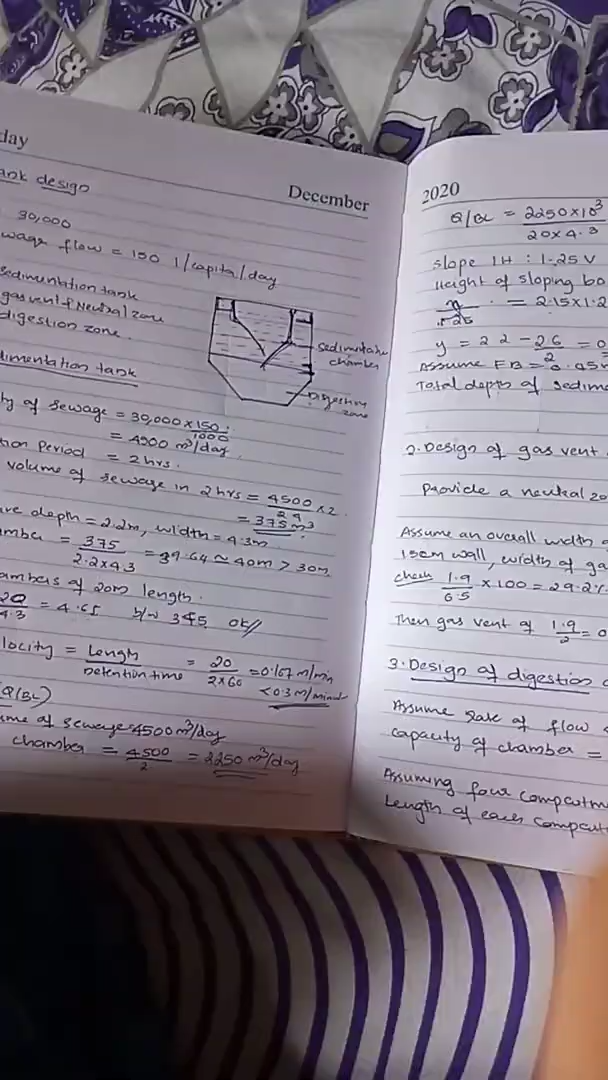 day
December
ank design
30,000
wage flow = 150 l/capita/day
sedimentation tank
gas vent & Neutral zone
digestion zone.
sedimentation
chamber
Digestion
zone
dimentation tank
ty of sewage = 30,000 × 150/1000
= 4500 m³/day.
tion Period = 2 hrs.
volume of sewage in 2 hrs = 4500/24 × 2
= 375 m³
depth = 2.2m, width = 4.3m
amber = 375/2.2×4.3 = 39.64 ≈ 40m > 30m
ambers of 20m length.
20/4.3 = 4.65 b/w 3&5 ok//
locity = Length/Detention time = 20/2×60 = 0.167 m/min
< 0.3 m/minute
(Q/BL)
ume of sewage = 4500 m³/day
chamber = 4500/2 = 2250 m³/day
2020
Q/BL = 2250×10³/20×4.3
slope 1H : 1.25 V
Height of sloping bo
= 2.15×1.2
y = 2.2 - 2.6/2 = 0
Assume FB = 0.45m
Total depth of sedim
2. Design of gas vent
Provide a neutral zo
Assume an overall width o
15cm wall, width of ga
check 1.9/6.5 × 100 = 29.2%
Then gas vent of 1.9/2 = 0
3. Design of digestion c
Assume rate of flow
capacity of chamber =
Assuming four compartm
Length of each compart